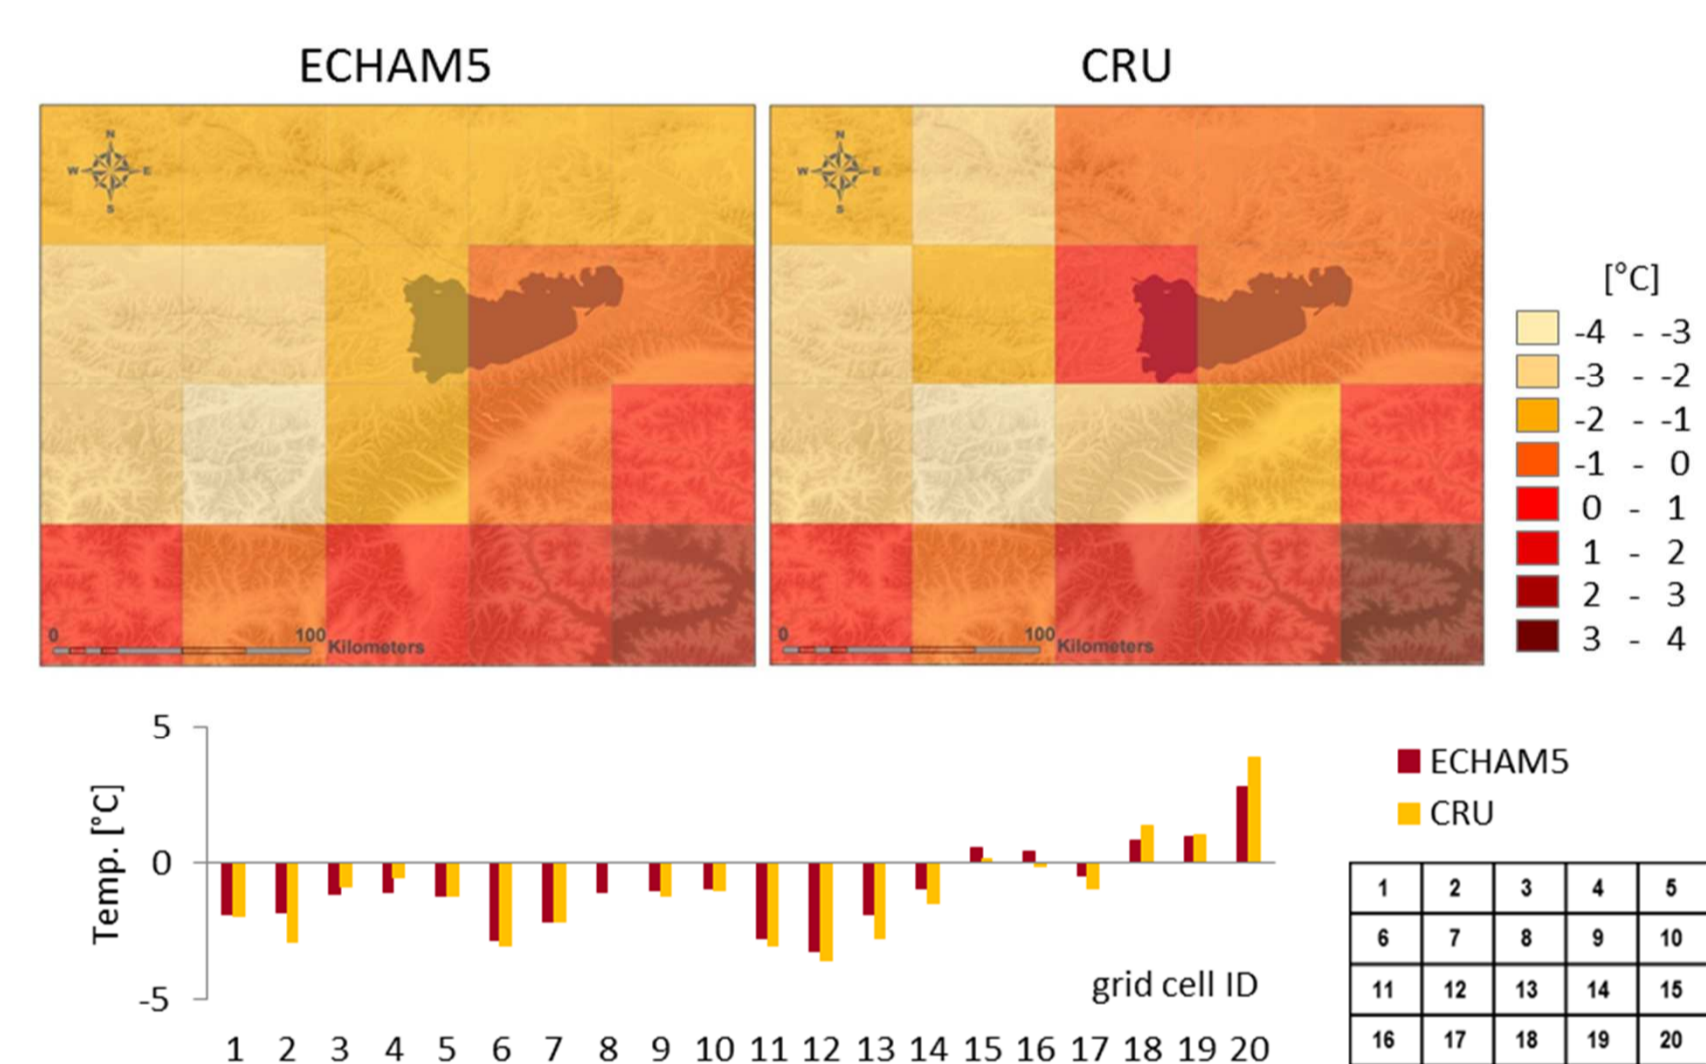 ECHAM5 CRU
N N
W E W E
S S
[°C]
-4 - -3
-3 - -2
-2 - -1
-1 - 0
0 - 1
1 - 2
2 - 3
3 - 4
0 100 Kilometers 0 100 Kilometers
5
0
-5
Temp. [°C]
grid cell ID
1 2 3 4 5 6 7 8 9 10 11 12 13 14 15 16 17 18 19 20
ECHAM5
CRU
1 2 3 4 5
6 7 8 9 10
11 12 13 14 15
16 17 18 19 20